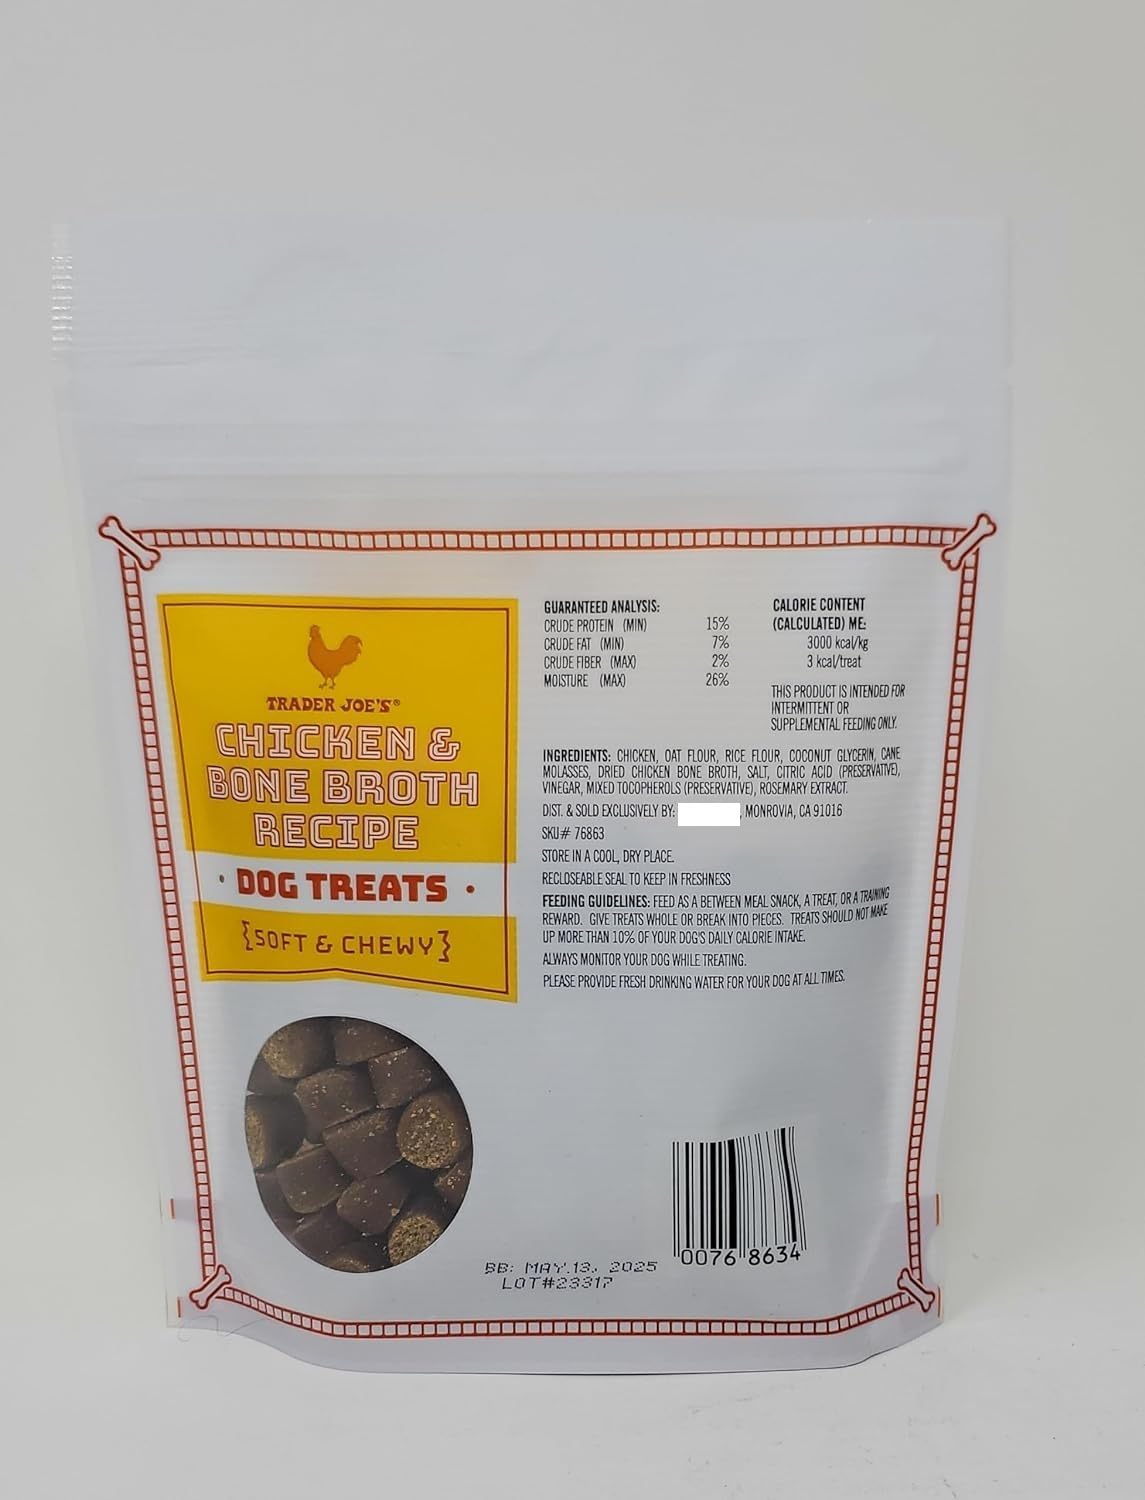 TRADER JOE'S®
CHICKEN &
BONE BROTH
RECIPE
• DOG TREATS •
{SOFT & CHEWY}
GUARANTEED ANALYSIS:
CRUDE PROTEIN (MIN) 15%
CRUDE FAT (MIN) 7%
CRUDE FIBER (MAX) 2%
MOISTURE (MAX) 26%
CALORIE CONTENT
(CALCULATED) ME:
3000 kcal/kg
3 kcal/treat
THIS PRODUCT IS INTENDED FOR
INTERMITTENT OR
SUPPLEMENTAL FEEDING ONLY.
INGREDIENTS: CHICKEN, OAT FLOUR, RICE FLOUR, COCONUT GLYCERIN, CANE
MOLASSES, DRIED CHICKEN BONE BROTH, SALT, CITRIC ACID (PRESERVATIVE),
VINEGAR, MIXED TOCOPHEROLS (PRESERVATIVE), ROSEMARY EXTRACT.
DIST. & SOLD EXCLUSIVELY BY: , MONROVIA, CA 91016
SKU# 76863
STORE IN A COOL, DRY PLACE.
RECLOSEABLE SEAL TO KEEP IN FRESHNESS
FEEDING GUIDELINES: FEED AS A BETWEEN MEAL SNACK, A TREAT, OR A TRAINING
REWARD. GIVE TREATS WHOLE OR BREAK INTO PIECES. TREATS SHOULD NOT MAKE
UP MORE THAN 10% OF YOUR DOG'S DAILY CALORIE INTAKE.
ALWAYS MONITOR YOUR DOG WHILE TREATING.
PLEASE PROVIDE FRESH DRINKING WATER FOR YOUR DOG AT ALL TIMES.
0076 8634
BB: MAY.13, 2025
LOT#23317